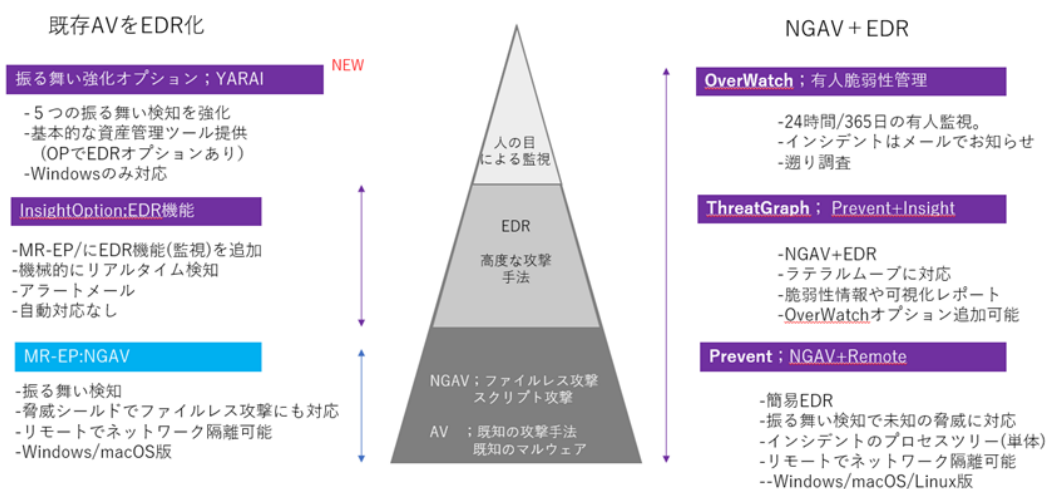 既存AVをEDR化
振る舞い強化オプション；YARAI
NEW
-５つの振る舞い検知を強化
-基本的な資産管理ツール提供
（OPでEDRオプションあり）
-Windowsのみ対応
InsightOption:EDR機能
-MR-EP/にEDR機能(監視)を追加
-機械的にリアルタイム検知
-アラートメール
-自動対応なし
MR-EP:NGAV
-振る舞い検知
-脅威シールドでファイルレス攻撃にも対応
-リモートでネットワーク隔離可能
-Windows/macOS版
人の目
による監視
EDR
高度な攻撃
手法
NGAV；ファイルレス攻撃
スクリプト攻撃
AV ；既知の攻撃手法
既知のマルウェア
NGAV＋EDR
OverWatch；有人脆弱性管理
-24時間/365日の有人監視。
-インシデントはメールでお知らせ
-遡り調査
ThreatGraph； Prevent+Insight
-NGAV+EDR
-ラテラルムーブに対応
-脆弱性情報や可視化レポート
-OverWatchオプション追加可能
Prevent；NGAV+Remote
-簡易EDR
-振る舞い検知で未知の脅威に対応
-インシデントのプロセスツリー(単体)
-リモートでネットワーク隔離可能
--Windows/macOS/Linux版